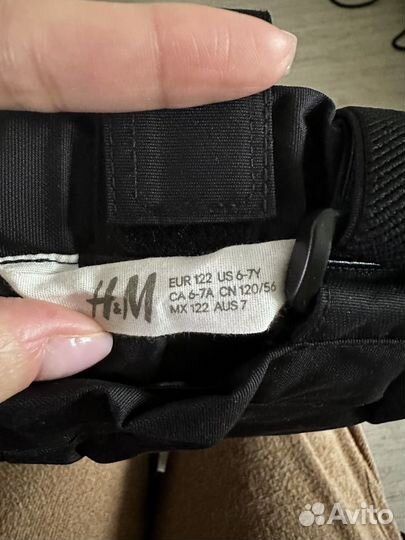 H&M
EUR 122 US 6-7Y
CA 6-7A CN 120/56
MX 122 AUS 7
Avito